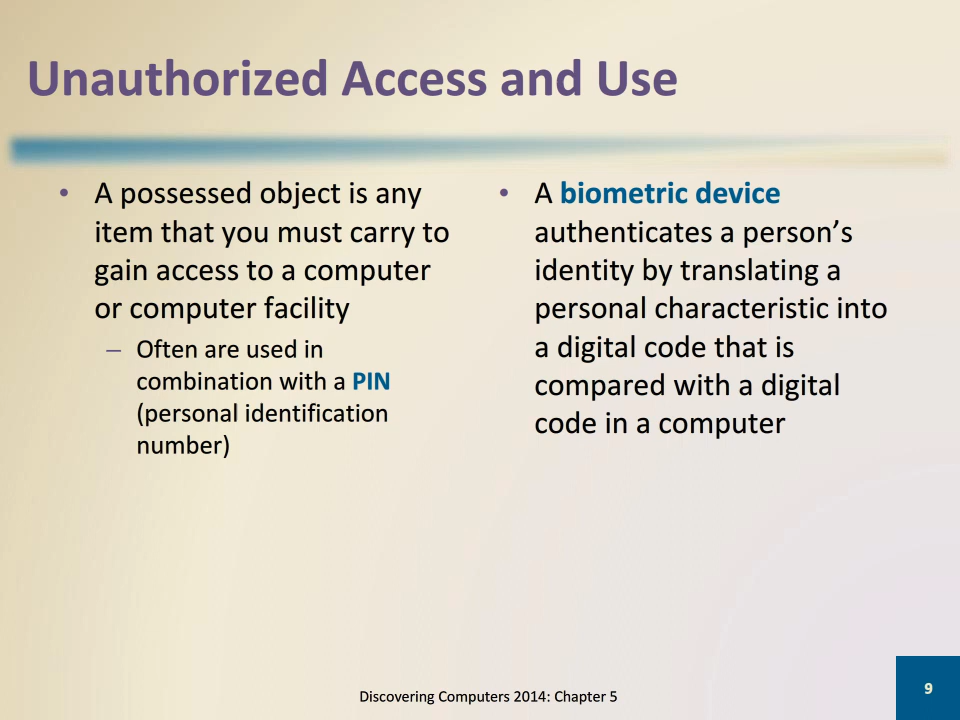 Unauthorized Access and Use
• A possessed object is any
item that you must carry to
gain access to a computer
or computer facility
– Often are used in
combination with a PIN
(personal identification
number)
• A biometric device
authenticates a person’s
identity by translating a
personal characteristic into
a digital code that is
compared with a digital
code in a computer
Discovering Computers 2014: Chapter 5
9